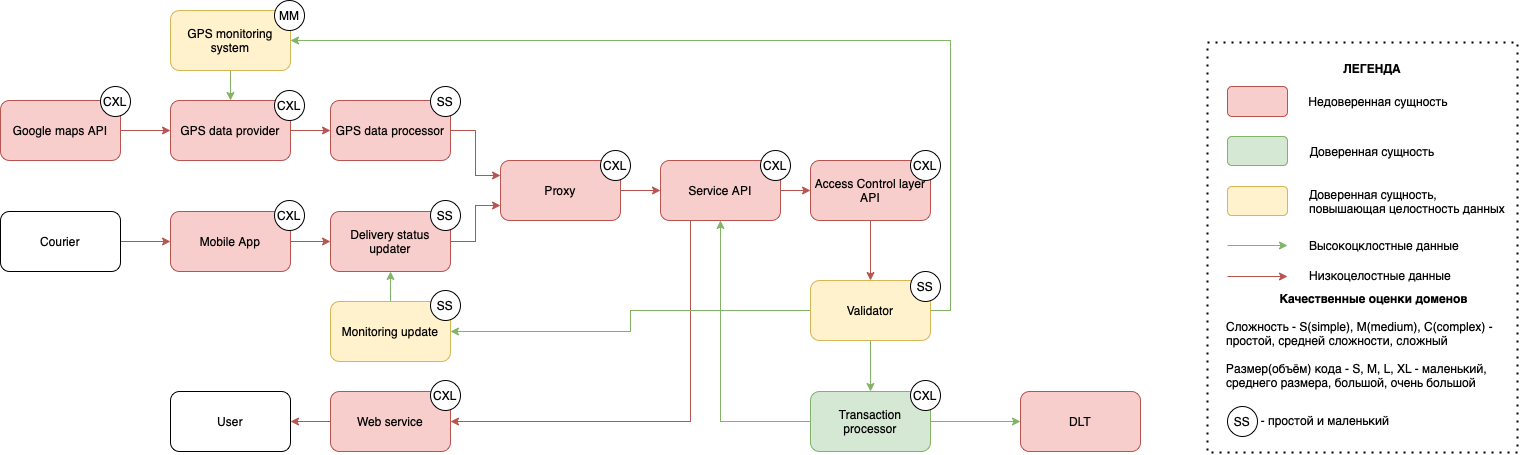 MM
GPS monitoring
system
CXL
Google maps API
CXL
GPS data provider
SS
GPS data processor
CXL
Proxy
CXL
Service API
CXL
Access Control layer
API
Courier
CXL
Mobile App
SS
Delivery status
updater
SS
Monitoring update
SS
Validator
User
CXL
Web service
CXL
Transaction
processor
DLT
ЛЕГЕНДА
Недоверенная сущность
Доверенная сущность
Доверенная сущность,
повышающая целостность данных
Высокоцклостные данные
Низкоцелостные данные
Качественные оценки доменов
Сложность - S(simple), M(medium), C(complex) -
простой, средней сложности, сложный
Размер(объём) кода - S, M, L, XL - маленький,
среднего размера, большой, очень большой
SS - простой и маленький